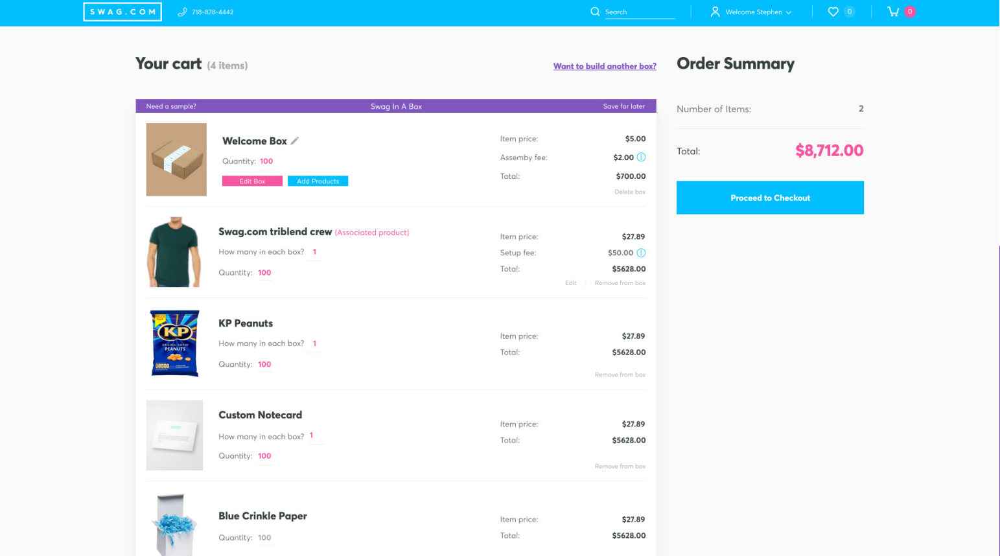 SWAG.COM
718-878-4442
Search
Welcome Stephen
0
0
Your cart (4 items)
Want to build another box?
Order Summary
Need a sample?
Swag In A Box
Save for later
Number of Items: 2
Total: $8,712.00
Proceed to Checkout
Welcome Box
Quantity: 100
Edit Box
Add Products
Item price: $5.00
Assemby fee: $2.00
Total: $700.00
Delete box
Swag.com triblend crew (Associated product)
How many in each box? 1
Quantity: 100
Item price: $27.89
Setup fee: $50.00
Total: $5628.00
Edit
Remove from box
KP
ORIGINAL SALTED
PEANUTS
KP Peanuts
How many in each box? 1
Quantity: 100
Item price: $27.89
Total: $5628.00
Remove from box
Custom Notecard
How many in each box? 1
Quantity: 100
Item price: $27.89
Total: $5628.00
Remove from box
Blue Crinkle Paper
Quantity: 100
Item price: $27.89
Total: $5628.00